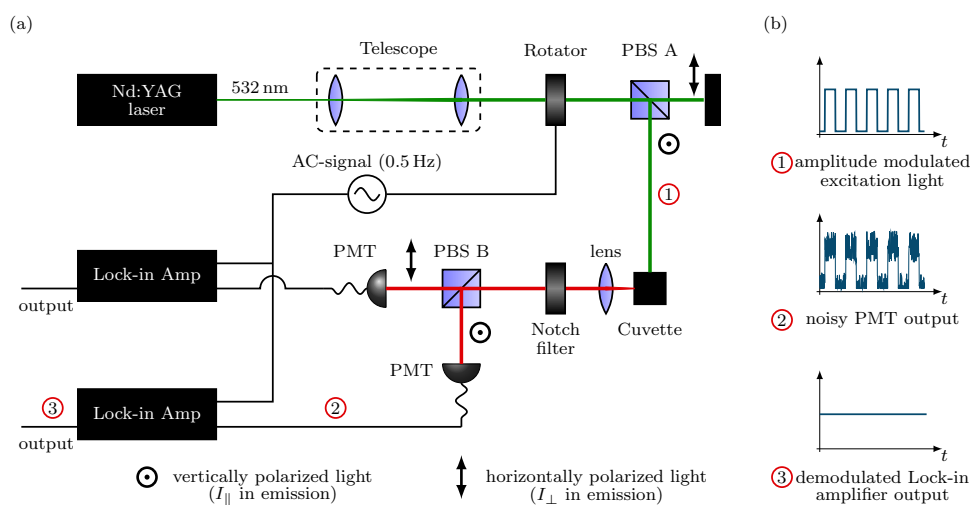 (a)
Telescope
Rotator
PBS A
Nd:YAG
laser
532 nm
AC-signal (0.5 Hz)
1
PMT
PBS B
lens
Lock-in Amp
output
Notch
filter
Cuvette
PMT
3
Lock-in Amp
2
output
vertically polarized light
(I∥ in emission)
horizontally polarized light
(I⊥ in emission)
(b)
t
1 amplitude modulated
excitation light
t
2 noisy PMT output
t
3 demodulated Lock-in
amplifier output